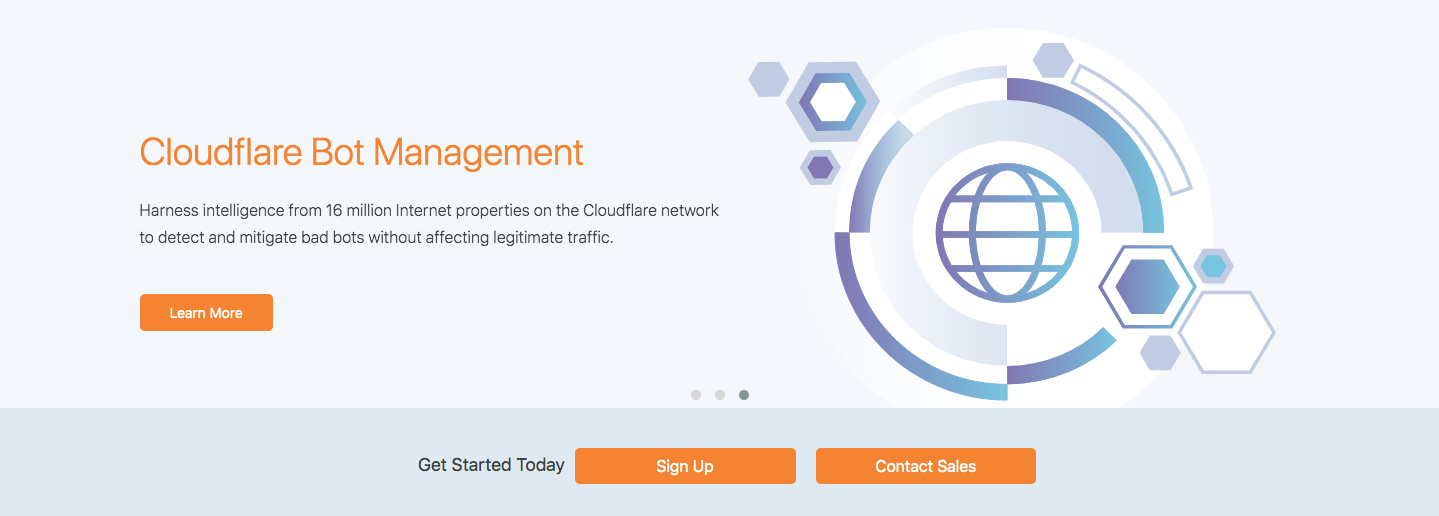 Cloudflare Bot Management
Harness intelligence from 16 million Internet properties on the Cloudflare network
to detect and mitigate bad bots without affecting legitimate traffic.
Learn More
Get Started Today
Sign Up
Contact Sales